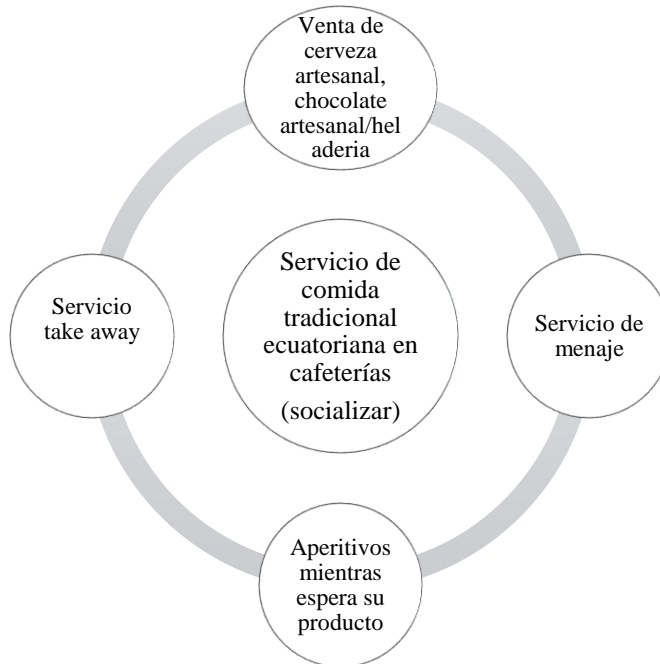 Venta de
cerveza
artesanal,
chocolate
artesanal/hel
aderia
Servicio de
comida
tradicional
ecuatoriana en
cafeterías
(socializar)
Servicio
take away
Servicio de
menaje
Aperitivos
mientras
espera su
producto